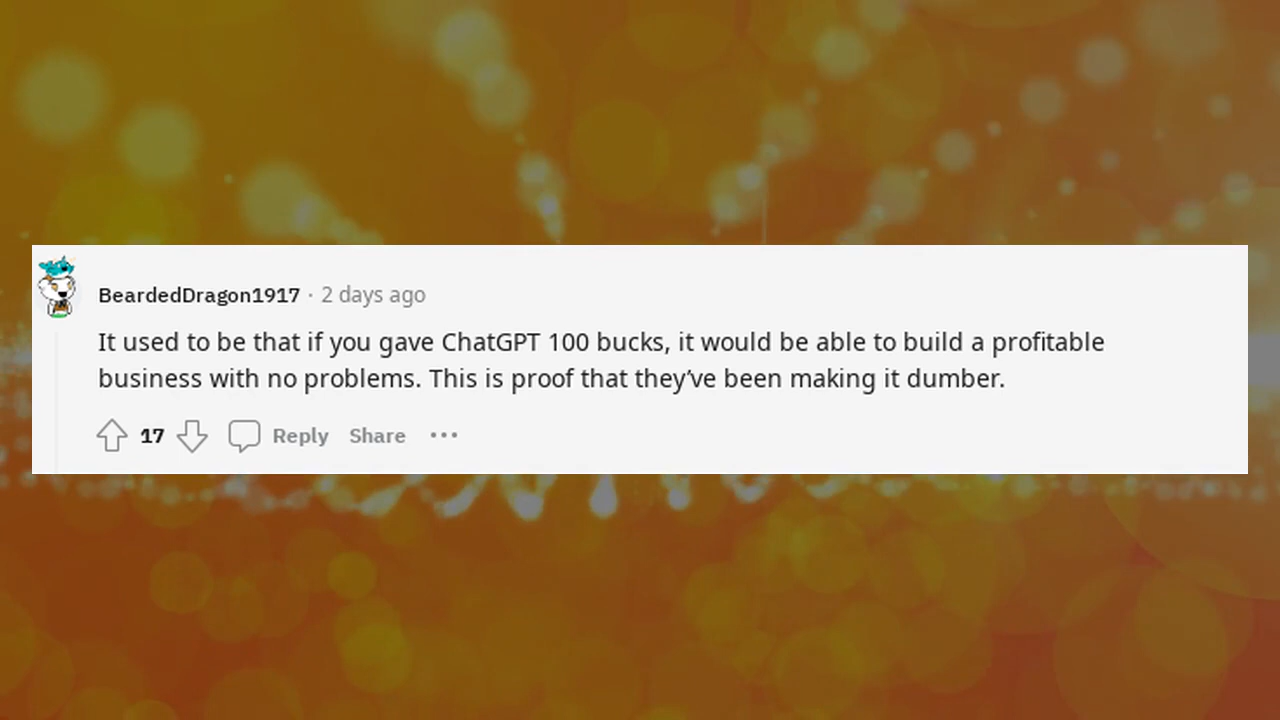 BeardedDragon1917 · 2 days ago
It used to be that if you gave ChatGPT 100 bucks, it would be able to build a profitable
business with no problems. This is proof that they’ve been making it dumber.
17 Reply Share •••